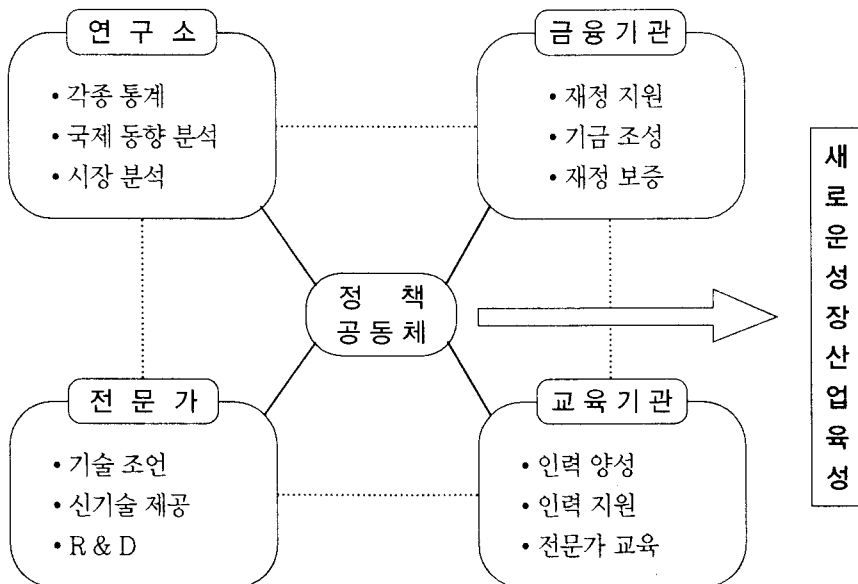 연 구 소
• 각종 통계
• 국제 동향 분석
• 시장 분석
금 융 기 관
• 재정 지원
• 기금 조성
• 재정 보증
정 책
공 동 체
전 문 가
• 기술 조언
• 신기술 제공
• R & D
교 육 기 관
• 인력 양성
• 인력 지원
• 전문가 교육
새로운성장산업육성